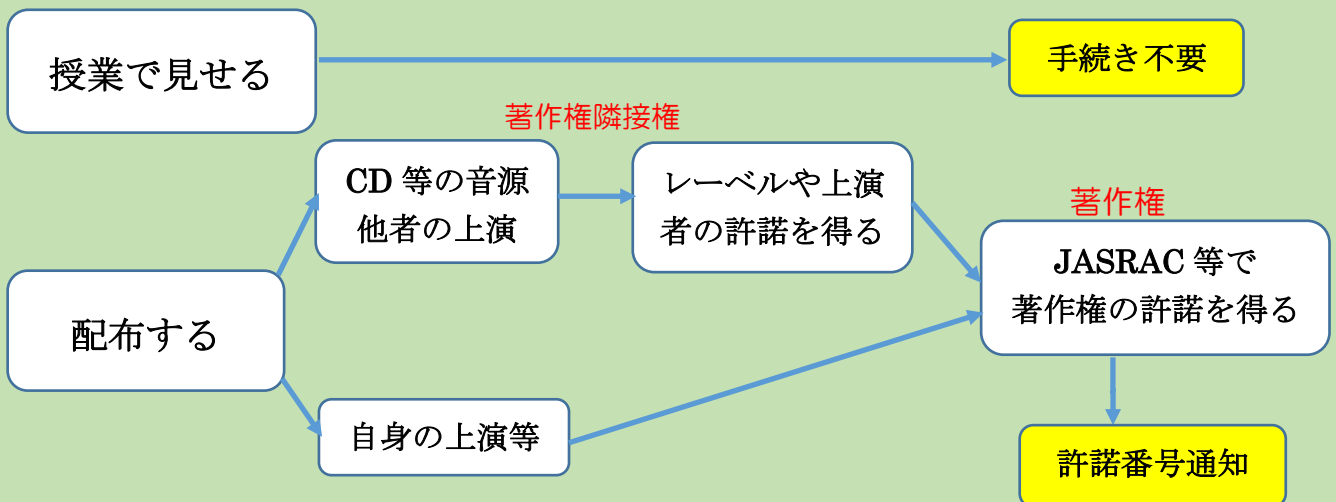 授業で見せる
手続き不要
著作権隣接権
CD 等の音源
他者の上演
レーベルや上演
者の許諾を得る
著作権
JASRAC 等で
著作権の許諾を得る
配布する
自身の上演等
許諾番号通知